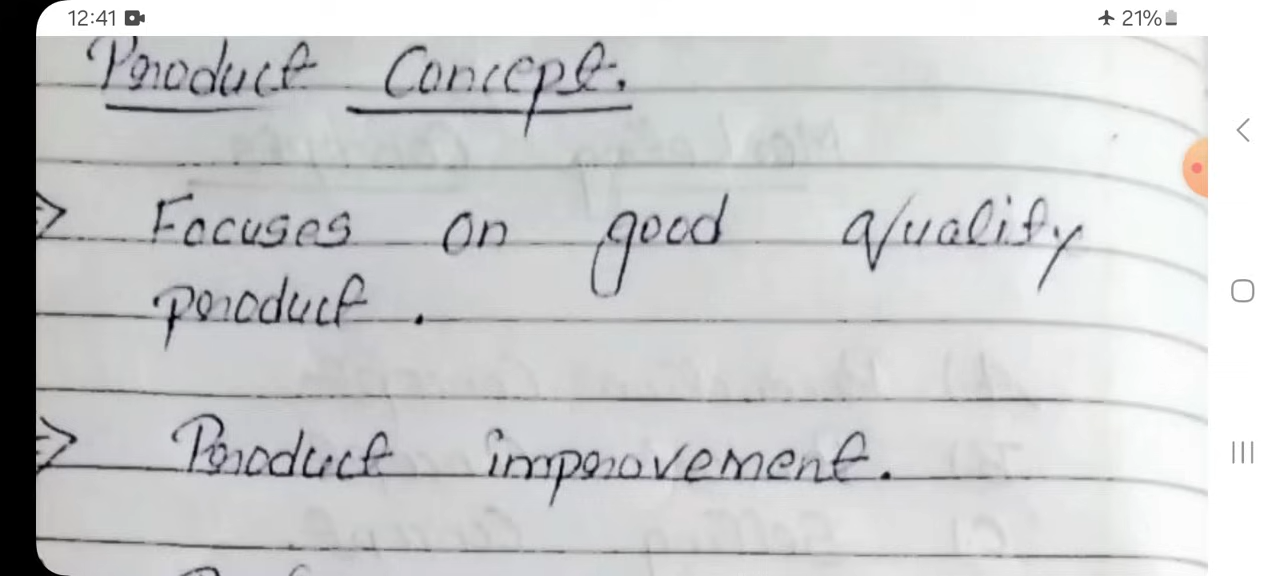 12:41
21%
Product Concept.
⇒ Focuses on good quality
product.
⇒ Product improvement.